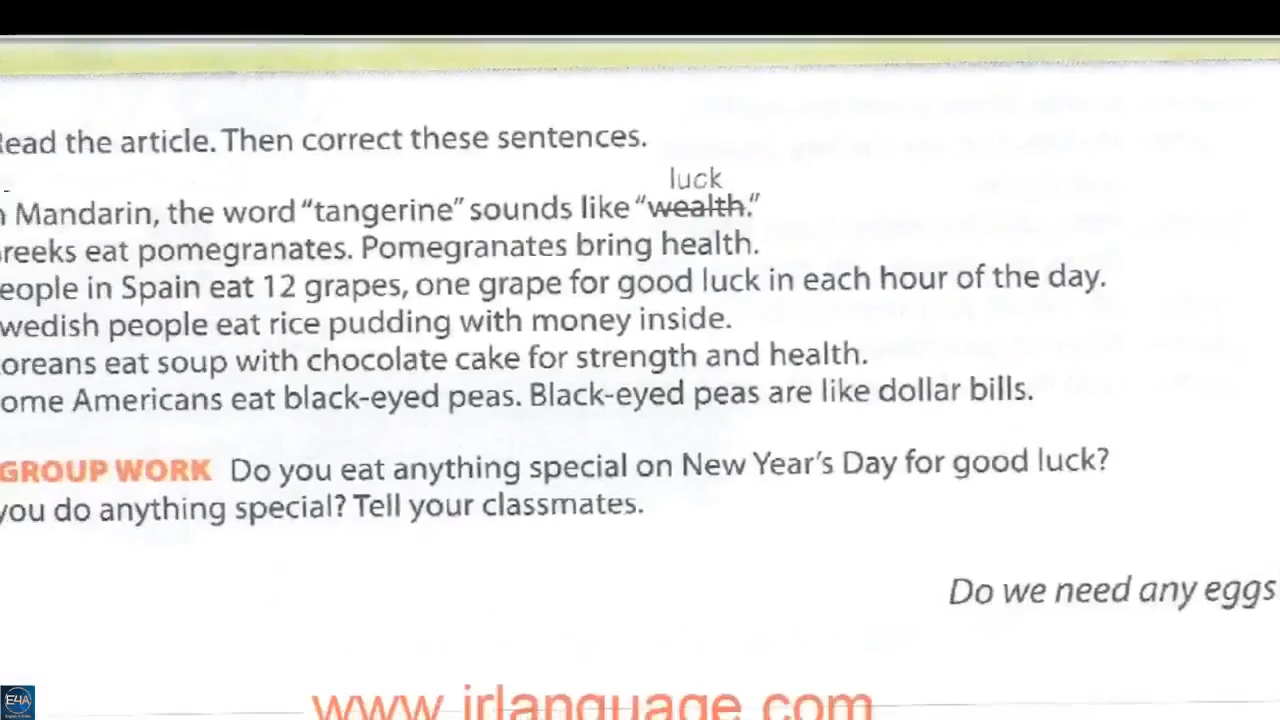 Read the article. Then correct these sentences.
luck
n Mandarin, the word “tangerine” sounds like “wealth.”
reeks eat pomegranates. Pomegranates bring health.
eople in Spain eat 12 grapes, one grape for good luck in each hour of the day.
wedish people eat rice pudding with money inside.
oreans eat soup with chocolate cake for strength and health.
ome Americans eat black-eyed peas. Black-eyed peas are like dollar bills.
GROUP WORK Do you eat anything special on New Year’s Day for good luck?
you do anything special? Tell your classmates.
Do we need any eggs
www.irlanguage.com
E4A